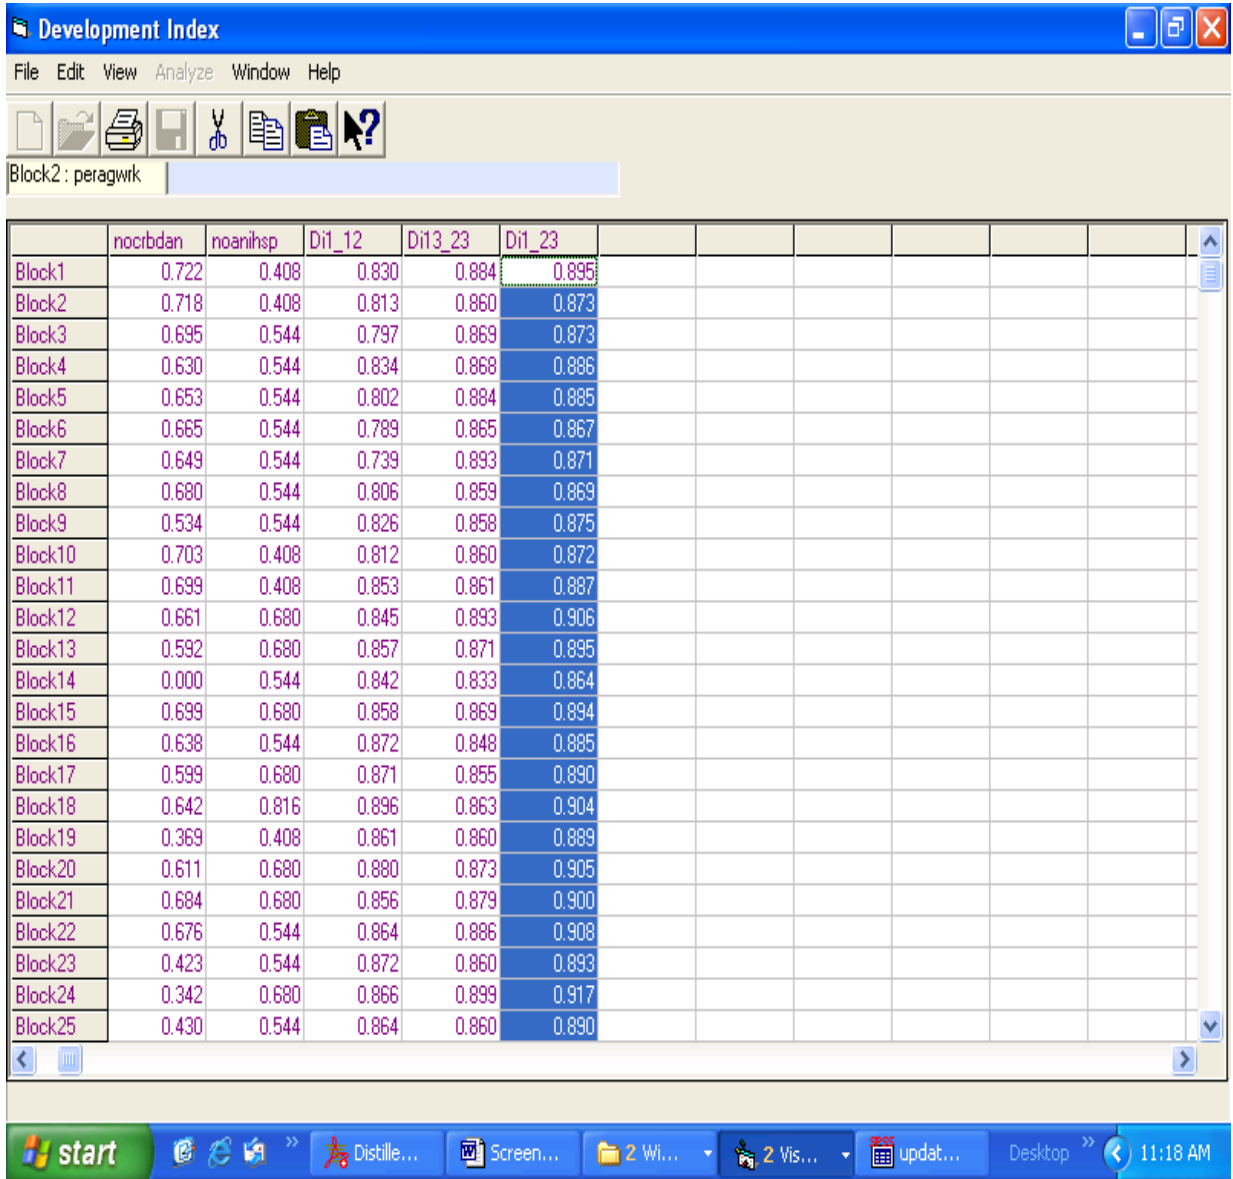 Development Index
File Edit View Analyze Window Help
Block2 : peragwrk
nocrbdan noanihsp Di1_12 Di13_23 Di1_23
Block1 0.722 0.408 0.830 0.884 0.895
Block2 0.718 0.408 0.813 0.860 0.873
Block3 0.695 0.544 0.797 0.869 0.873
Block4 0.630 0.544 0.834 0.868 0.886
Block5 0.653 0.544 0.802 0.884 0.885
Block6 0.665 0.544 0.789 0.865 0.867
Block7 0.649 0.544 0.739 0.893 0.871
Block8 0.680 0.544 0.806 0.859 0.869
Block9 0.534 0.544 0.826 0.858 0.875
Block10 0.703 0.408 0.812 0.860 0.872
Block11 0.699 0.408 0.853 0.861 0.887
Block12 0.661 0.680 0.845 0.893 0.906
Block13 0.592 0.680 0.857 0.871 0.895
Block14 0.000 0.544 0.842 0.833 0.864
Block15 0.699 0.680 0.858 0.869 0.894
Block16 0.638 0.544 0.872 0.848 0.885
Block17 0.599 0.680 0.871 0.855 0.890
Block18 0.642 0.816 0.896 0.863 0.904
Block19 0.369 0.408 0.861 0.860 0.889
Block20 0.611 0.680 0.880 0.873 0.905
Block21 0.684 0.680 0.856 0.879 0.900
Block22 0.676 0.544 0.864 0.886 0.908
Block23 0.423 0.544 0.872 0.860 0.893
Block24 0.342 0.680 0.866 0.899 0.917
Block25 0.430 0.544 0.864 0.860 0.890
start » Distille... Screen... 2 Wi... 2 Vis... updat... Desktop » 11:18 AM